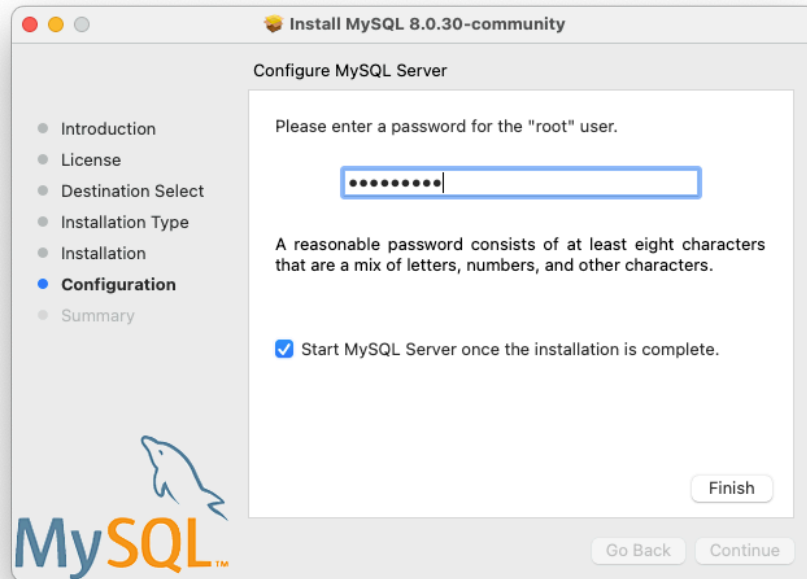 Install MySQL 8.0.30-community
Configure MySQL Server
Introduction
License
Destination Select
Installation Type
Installation
Configuration
Summary
Please enter a password for the "root" user.
•••••••••
A reasonable password consists of at least eight characters
that are a mix of letters, numbers, and other characters.
Start MySQL Server once the installation is complete.
Finish
MySQL™
Go Back
Continue